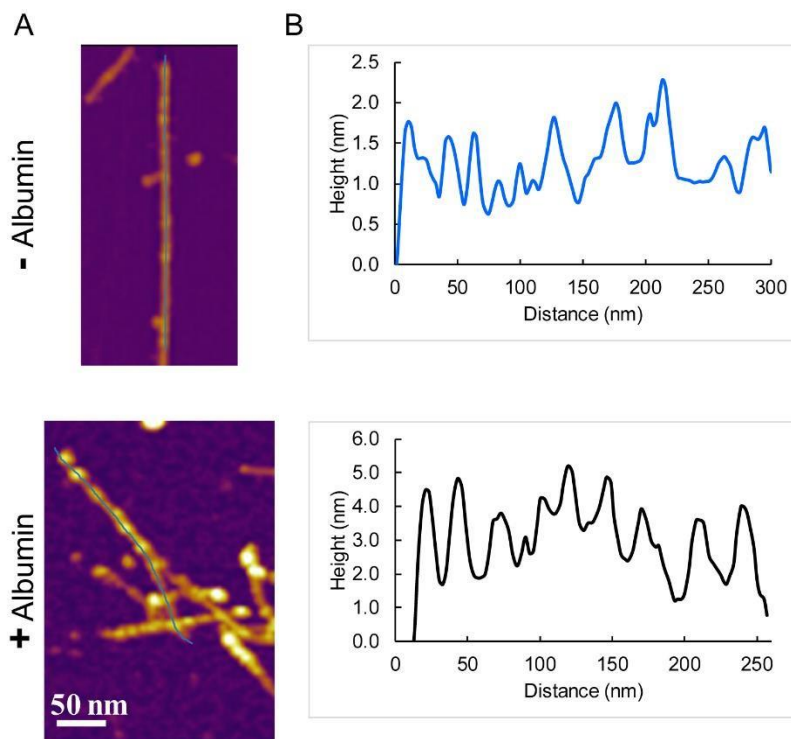 A
B
- Albumin
2.5
2.0
1.5
1.0
0.5
0.0
Height (nm)
0 50 100 150 200 250 300
Distance (nm)
+ Albumin
50 nm
6.0
5.0
4.0
3.0
2.0
1.0
0.0
Height (nm)
0 50 100 150 200 250
Distance (nm)